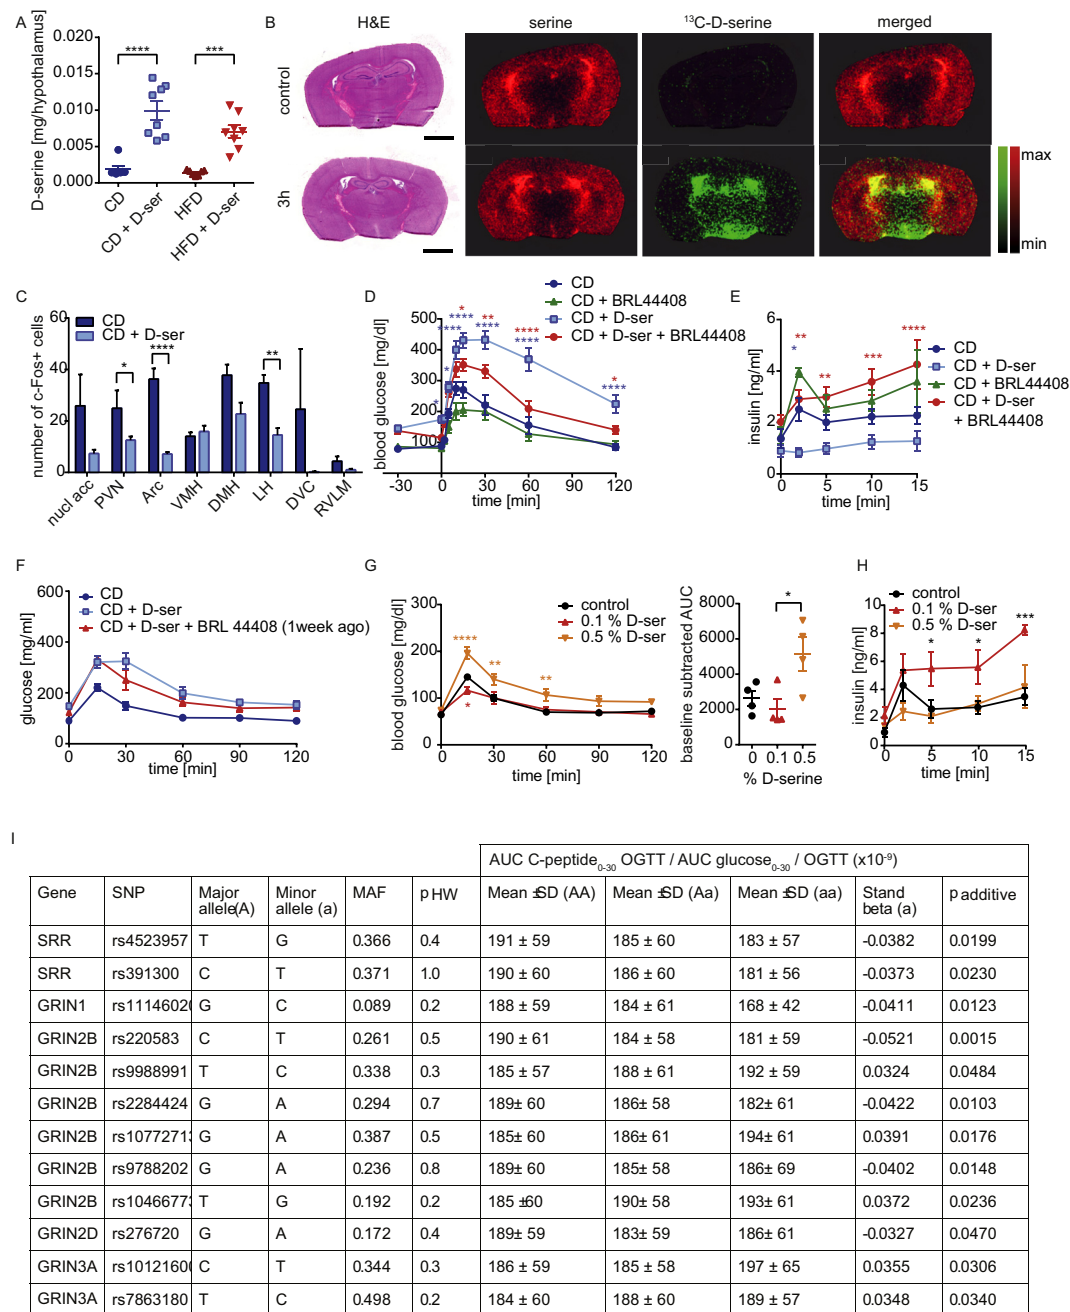 A
D-serine [mg/hypothalamus]
0.020
0.015
0.010
0.005
0.000
****
***
CD
CD + D-ser
HFD
HFD + D-ser
B
H&E
serine
13C-D-serine
merged
control
3h
max
min
C
number of c-Fos+ cells
60
40
20
0
CD
CD + D-ser
*
****
**
nucl acc
PVN
Arc
VMH
DMH
LH
DVC
RVLM
D
CD
CD + BRL44408
CD + D-ser
CD + D-ser + BRL44408
blood glucose [mg/dl]
500
400
300
200
100
-30
0
30
60
90
120
time [min]
E
insulin [ng/ml]
6
4
2
0
CD
CD + D-ser
CD + BRL44408
CD + D-ser
+ BRL44408
0
5
10
15
time [min]
F
glucose [mg/ml]
600
400
200
0
CD
CD + D-ser
CD + D-ser + BRL 44408 (1week ago)
0
30
60
90
120
time [min]
G
blood glucose [mg/dl]
300
200
100
0
control
0.1 % D-ser
0.5 % D-ser
****
**
**
*
0
30
60
90
120
time [min]
baseline subtracted AUC
8000
6000
4000
2000
0
*
0
0.1
0.5
% D-serine
H
insulin [ng/ml]
10
8
6
4
2
0
control
0.1 % D-ser
0.5 % D-ser
*
*
***
0
5
10
15
time [min]
I
AUC C-peptide0-30 OGTT / AUC glucose0-30 / OGTT (x10-9)
Gene SNP Major allele(A) Minor allele (a) MAF p HW Mean ±SD (AA) Mean ±SD (Aa) Mean ±SD (aa) Stand beta (a) p additive
SRR rs4523957 T G 0.366 0.4 191 ± 59 185 ± 60 183 ± 57 -0.0382 0.0199
SRR rs391300 C T 0.371 1.0 190 ± 60 186 ± 60 181 ± 56 -0.0373 0.0230
GRIN1 rs1114602 G C 0.089 0.2 188 ± 59 184 ± 61 168 ± 42 -0.0411 0.0123
GRIN2B rs220583 C T 0.261 0.5 190 ± 61 184 ± 58 181 ± 59 -0.0521 0.0015
GRIN2B rs9988991 T C 0.338 0.3 185 ± 57 188 ± 61 192 ± 59 0.0324 0.0484
GRIN2B rs2284424 G A 0.294 0.7 189± 60 186± 58 182± 61 -0.0422 0.0103
GRIN2B rs1077271 G A 0.387 0.5 185± 60 186± 61 194± 61 0.0391 0.0176
GRIN2B rs9788202 G A 0.236 0.8 189± 60 185± 58 186± 69 -0.0402 0.0148
GRIN2B rs1046677 T G 0.192 0.2 185 ±60 190± 58 193± 61 0.0372 0.0236
GRIN2D rs276720 G A 0.172 0.4 189± 59 183± 59 186± 61 -0.0327 0.0470
GRIN3A rs1012160 C T 0.344 0.3 186 ± 59 185 ± 58 197 ± 65 0.0355 0.0306
GRIN3A rs7863180 T C 0.498 0.2 184 ± 60 188 ± 60 189 ± 57 0.0348 0.0340